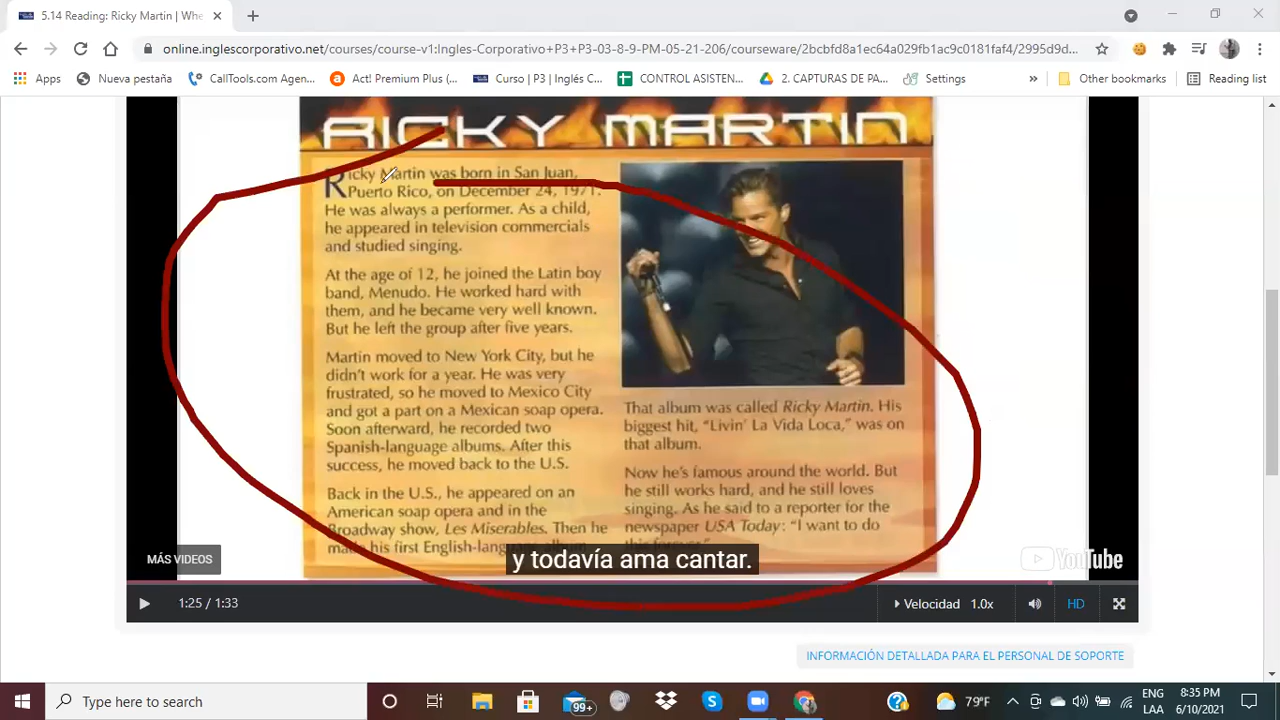 5.14 Reading: Ricky Martin | Whe
online.inglescorporativo.net/courses/course-v1:Ingles-Corporativo+P3+P3-03-8-9-PM-05-21-206/courseware/2bcbfd8a1ec64a029fb1ac9c0181faf4/2995d9d...
Apps
Nueva pestaña
CallTools.com Agen...
Act! Premium Plus (...
Curso | P3 | Inglés C...
CONTROL ASISTEN...
2. CAPTURAS DE PA...
Settings
»
Other bookmarks
Reading list
RICKY MARTIN
Ricky Martin was born in San Juan,
Puerto Rico, on December 24, 1971.
He was always a performer. As a child,
he appeared in television commercials
and studied singing.
At the age of 12, he joined the Latin boy
band, Menudo. He worked hard with
them, and he became very well known.
But he left the group after five years.
Martin moved to New York City, but he
didn't work for a year. He was very
frustrated, so he moved to Mexico City
and got a part on a Mexican soap opera.
Soon afterward, he recorded two
Spanish-language albums. After this
success, he moved back to the U.S.
Back in the U.S., he appeared on an
American soap opera and in the
Broadway show, Les Miserables. Then he
made his first English-language album.
That album was called Ricky Martin. His
biggest hit, "Livin' La Vida Loca," was on
that album.
Now he's famous around the world. But
he still works hard, and he still loves
singing. As he said to a reporter for the
newspaper USA Today: "I want to do
y todavía ama cantar.
MÁS VIDEOS
YouTube
1:25 / 1:33
Velocidad 1.0x
HD
INFORMACIÓN DETALLADA PARA EL PERSONAL DE SOPORTE
Type here to search
99+
79°F
ENG
LAA
8:35 PM
6/10/2021